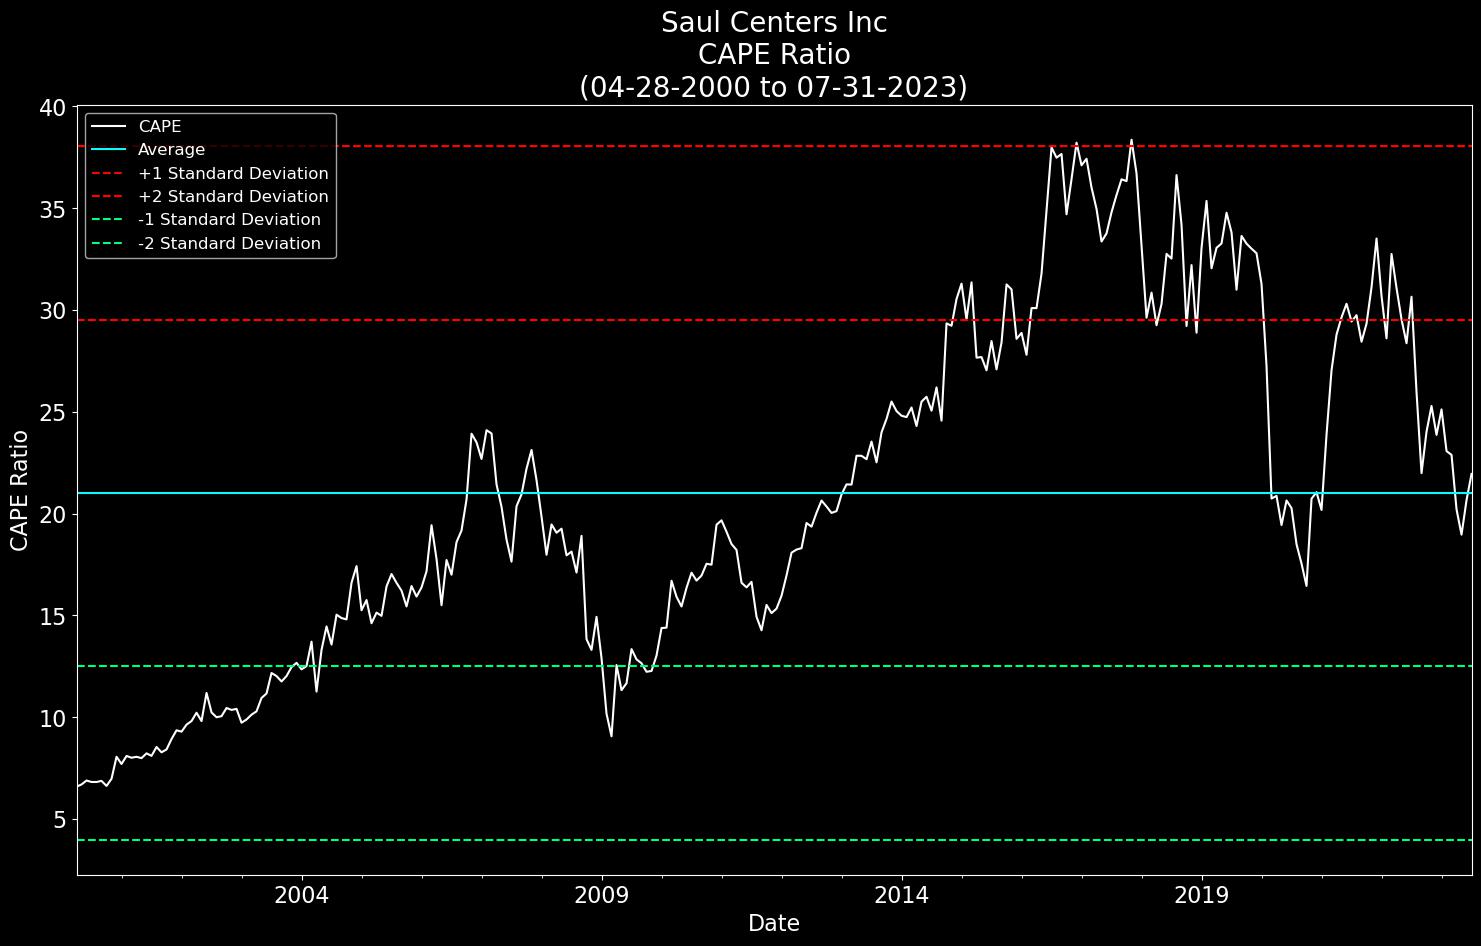 Saul Centers Inc
CAPE Ratio
(04-28-2000 to 07-31-2023)
40
35
30
25
20
15
10
5
CAPE Ratio
CAPE
Average
+1 Standard Deviation
+2 Standard Deviation
-1 Standard Deviation
-2 Standard Deviation
2004
2009
2014
2019
Date